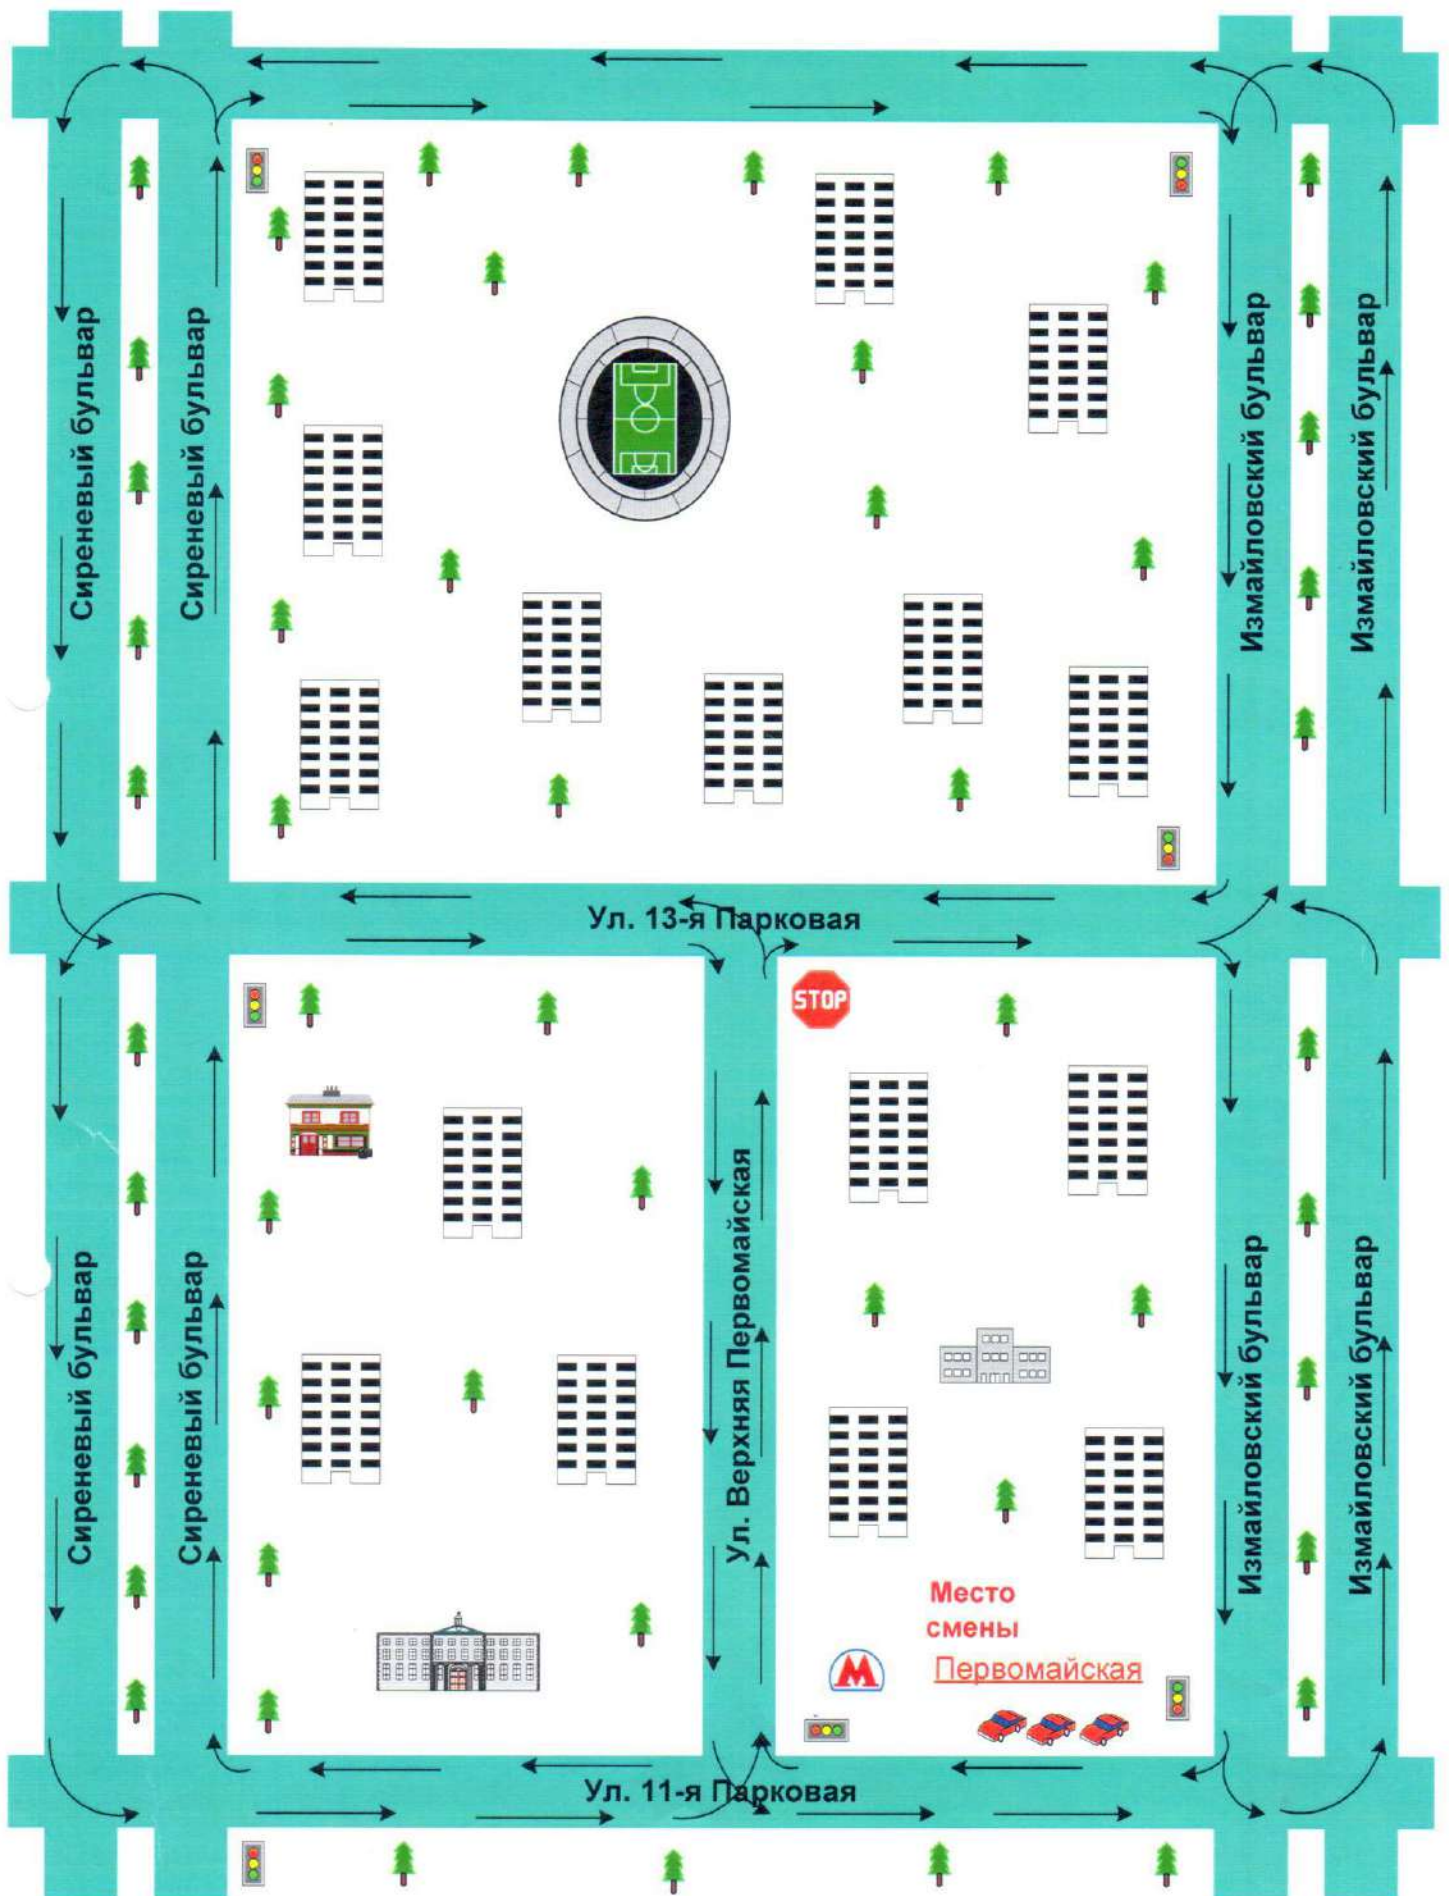 Сиреневый бульвар
Сиреневый бульвар
Измайловский бульвар
Измайловский бульвар
Ул. 13-я Парковая
STOP
Сиреневый бульвар
Сиреневый бульвар
Ул. Верхняя Первомайская
Измайловский бульвар
Измайловский бульвар
Место
смены
М
Первомайская
Ул. 11-я Парковая